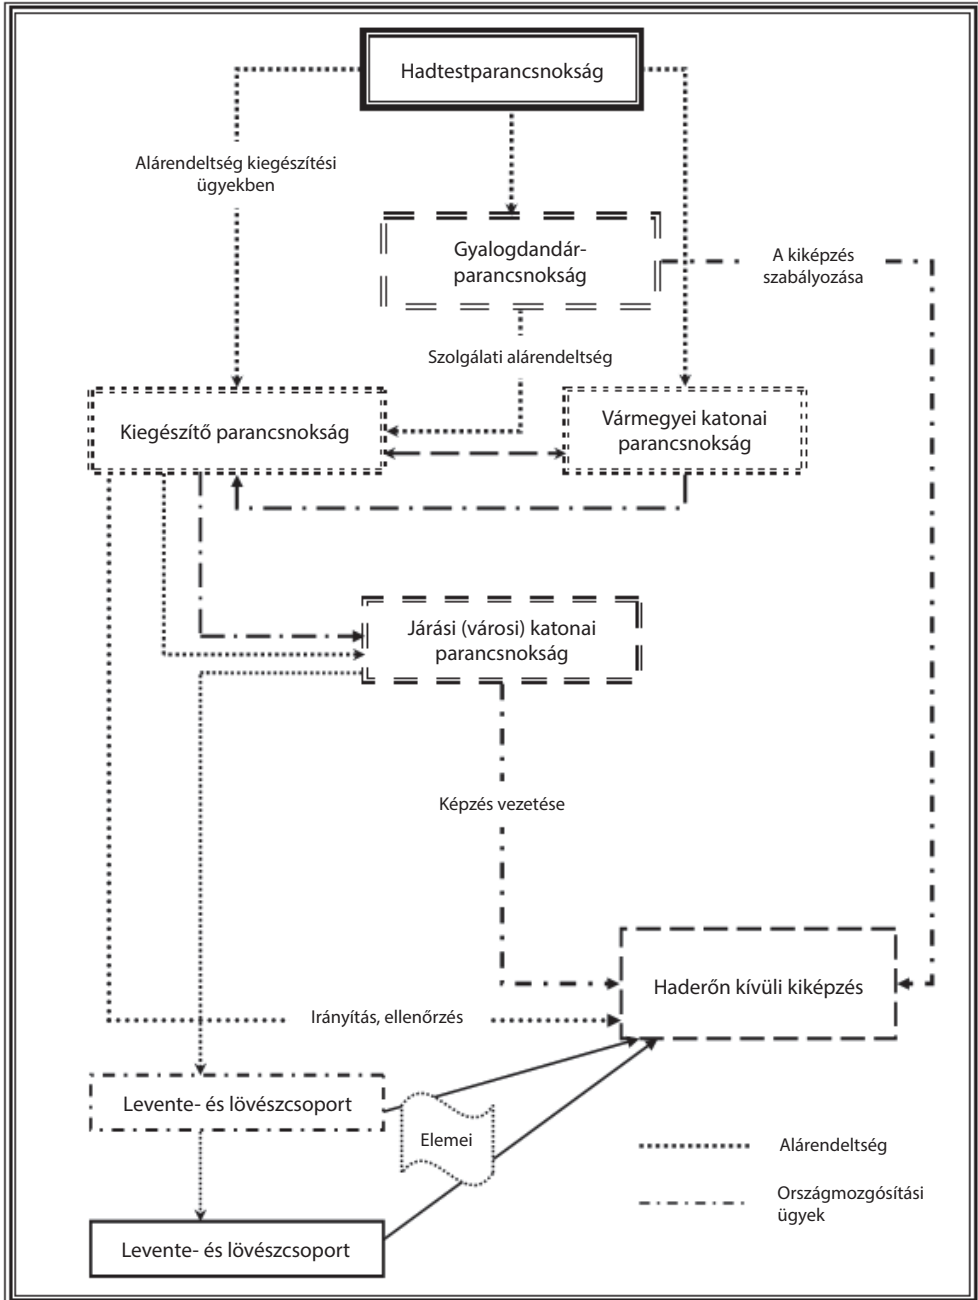 Hadtestparancsnokság
Alárendeltség kiegészítési
ügyekben
Gyalogdandár-
parancsnokság
A kiképzés
szabályozása
Szolgálati alárendeltség
Kiegészítő parancsnokság
Vármegyei katonai
parancsnokság
Járási (városi) katonai
parancsnokság
Képzés vezetése
Haderőn kívüli kiképzés
Irányítás, ellenőrzés
Levente- és lövészcsoport
Elemei
Alárendeltség
Országmozgósítási
ügyek
Levente- és lövészcsoport